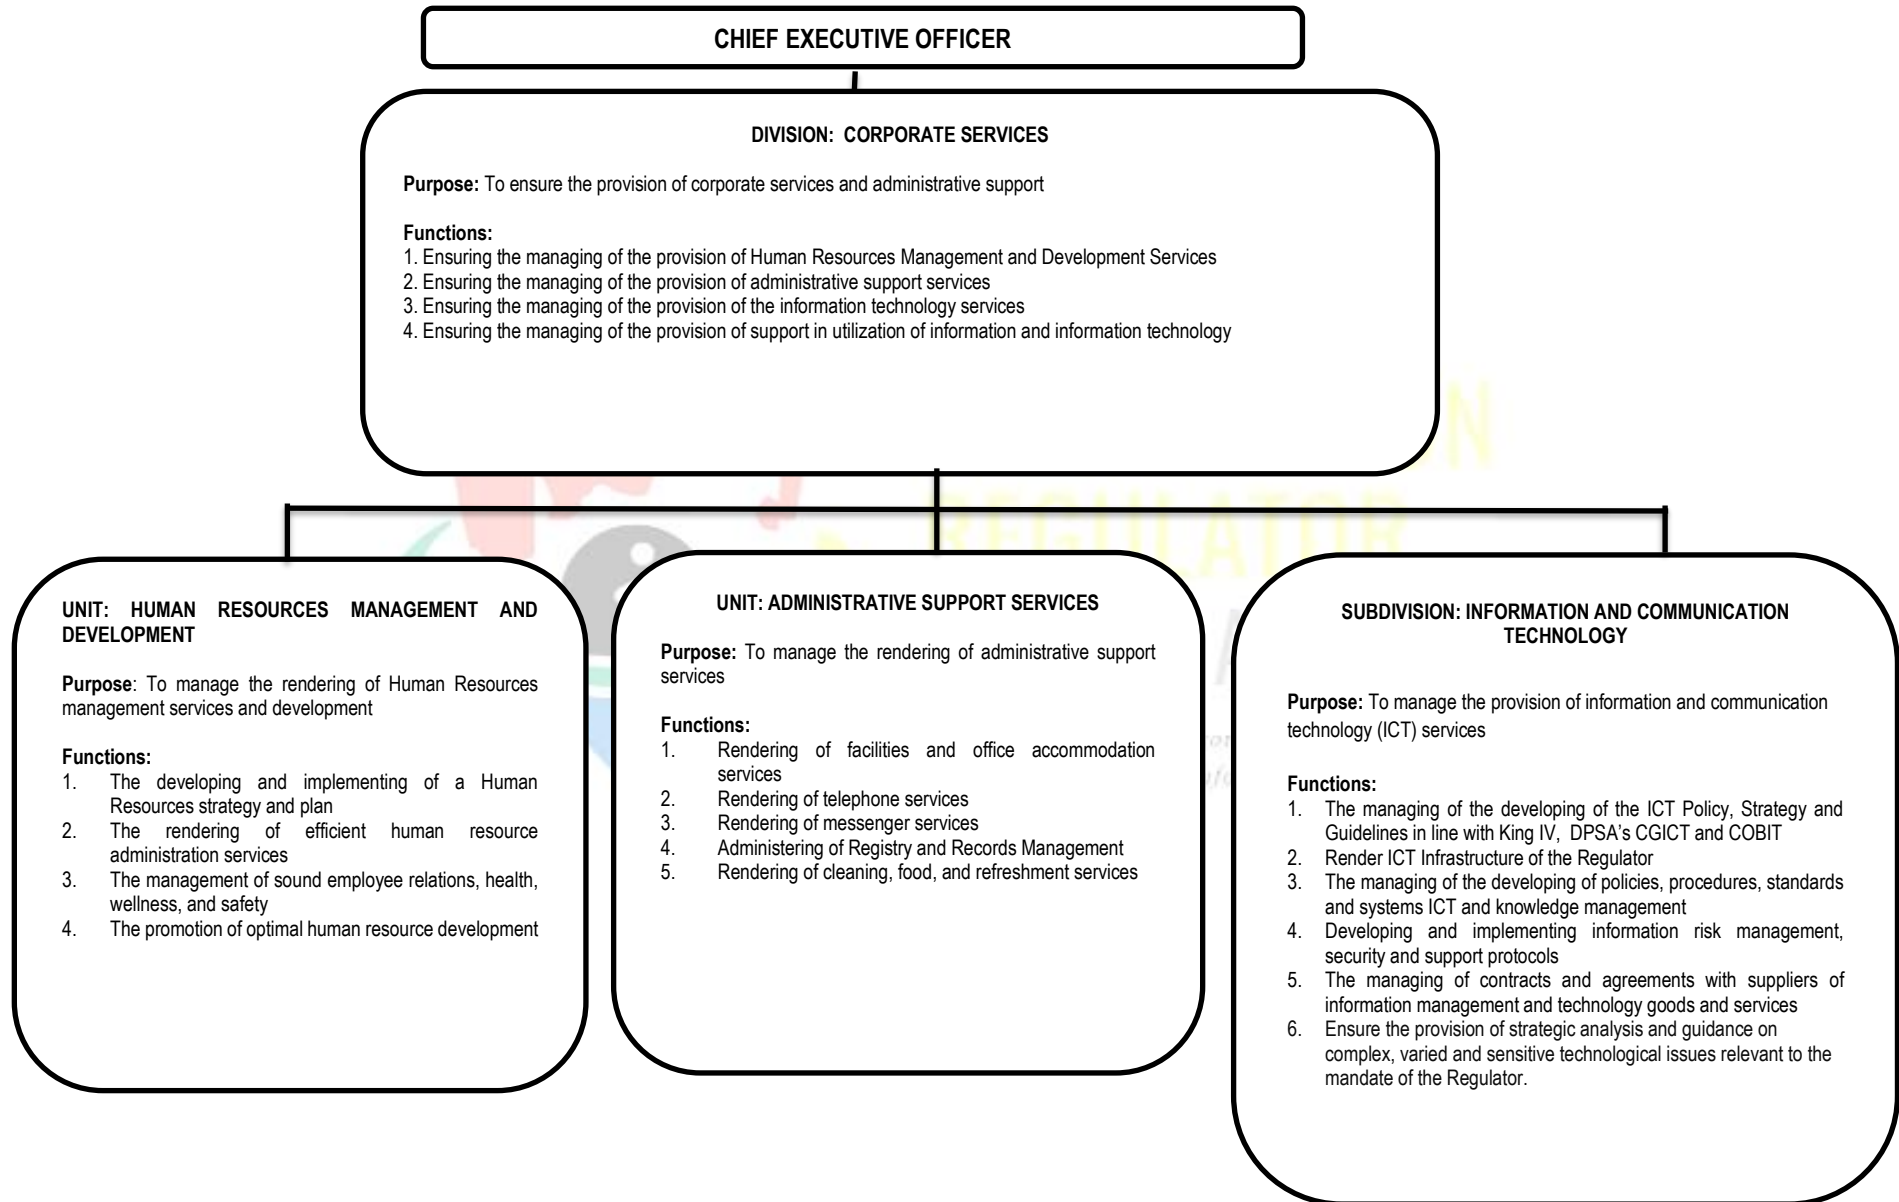 CHIEF EXECUTIVE OFFICER
DIVISION: CORPORATE SERVICES
Purpose: To ensure the provision of corporate services and administrative support
Functions:
1. Ensuring the managing of the provision of Human Resources Management and Development Services
2. Ensuring the managing of the provision of administrative support services
3. Ensuring the managing of the provision of the information technology services
4. Ensuring the managing of the provision of support in utilization of information and information technology
REGULATOR
UNIT: HUMAN RESOURCES MANAGEMENT AND
DEVELOPMENT
Purpose: To manage the rendering of Human Resources
management services and development
Functions:
1. The developing and implementing of a Human
Resources strategy and plan
2. The rendering of efficient human resource
administration services
3. The management of sound employee relations, health,
wellness, and safety
4. The promotion of optimal human resource development
UNIT: ADMINISTRATIVE SUPPORT SERVICES
Purpose: To manage the rendering of administrative support
services
Functions:
1. Rendering of facilities and office accommodation
services
2. Rendering of telephone services
3. Rendering of messenger services
4. Administering of Registry and Records Management
5. Rendering of cleaning, food, and refreshment services
SUBDIVISION: INFORMATION AND COMMUNICATION
TECHNOLOGY
Purpose: To manage the provision of information and communication
technology (ICT) services
Functions:
1. The managing of the developing of the ICT Policy, Strategy and
Guidelines in line with King IV, DPSA's CGICT and COBIT
2. Render ICT Infrastructure of the Regulator
3. The managing of the developing of policies, procedures, standards
and systems ICT and knowledge management
4. Developing and implementing information risk management,
security and support protocols
5. The managing of contracts and agreements with suppliers of
information management and technology goods and services
6. Ensure the provision of strategic analysis and guidance on
complex, varied and sensitive technological issues relevant to the
mandate of the Regulator.